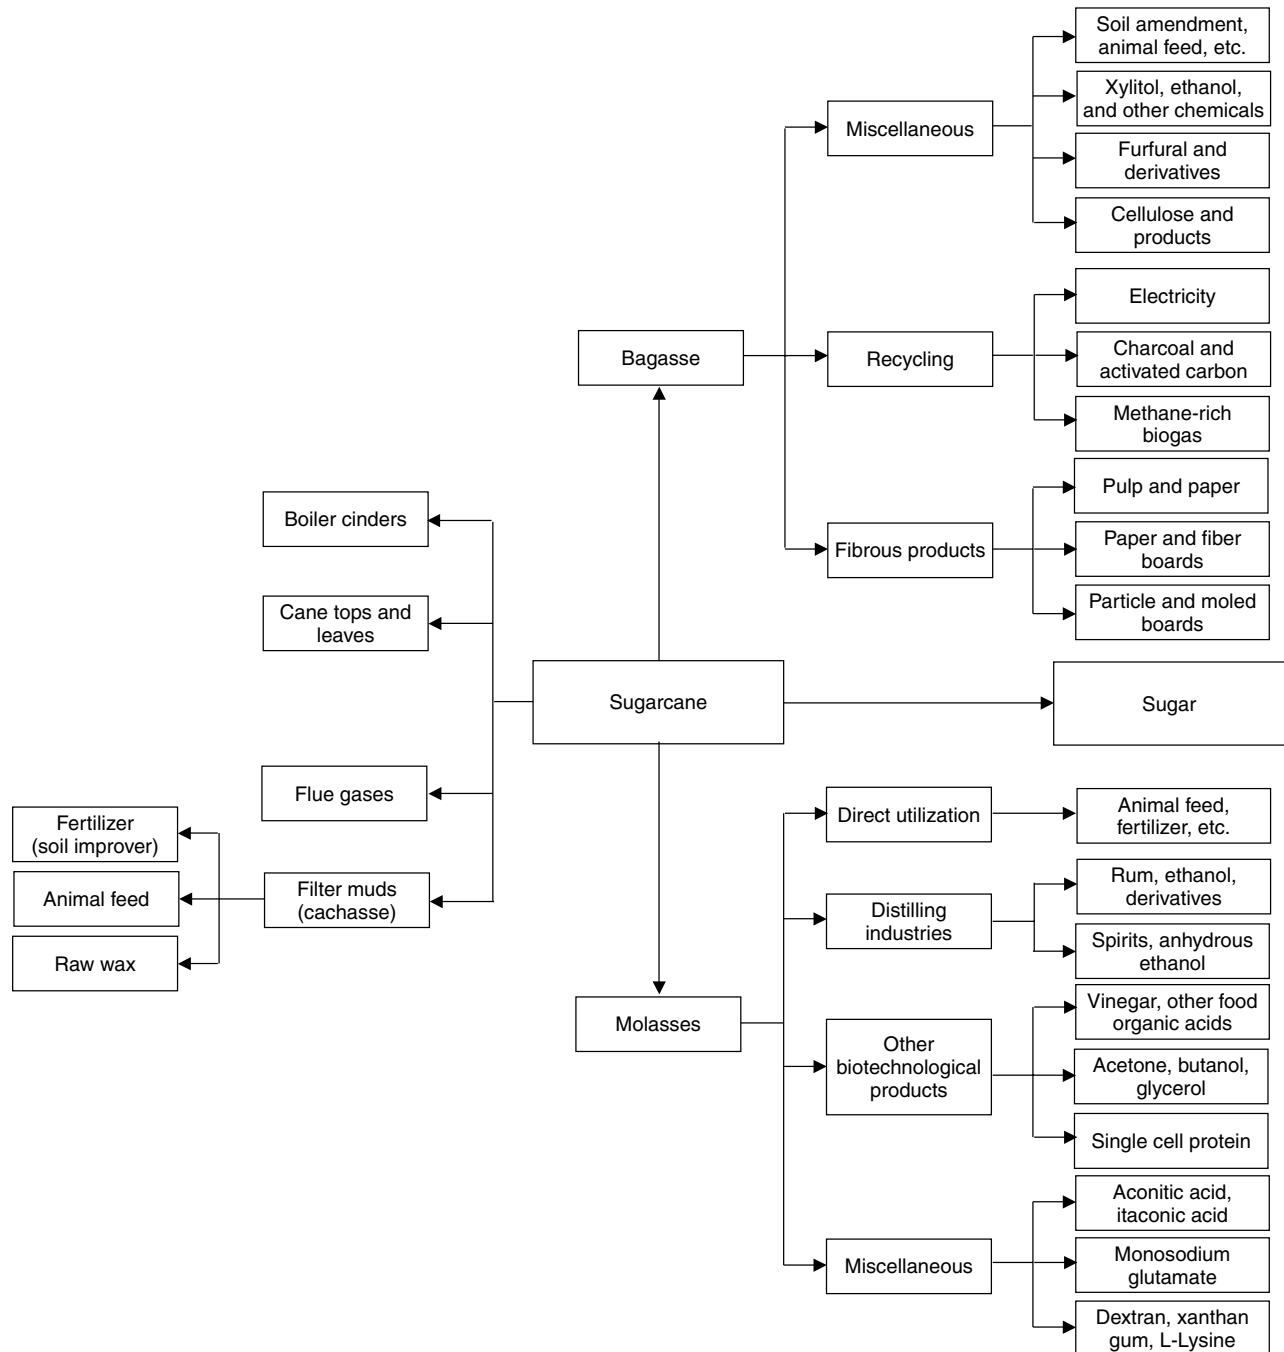 Soil amendment,
animal feed, etc.
Xylitol, ethanol,
and other chemicals
Miscellaneous
Furfural and
derivatives
Cellulose and
products
Electricity
Bagasse
Recycling
Charcoal and
activated carbon
Methane-rich
biogas
Pulp and paper
Boiler cinders
Fibrous products
Paper and fiber
boards
Cane tops and
leaves
Particle and moled
boards
Sugarcane
Sugar
Flue gases
Direct utilization
Animal feed,
fertilizer, etc.
Fertilizer
(soil improver)
Animal feed
Filter muds
(cachasse)
Raw wax
Distilling
industries
Rum, ethanol,
derivatives
Spirits, anhydrous
ethanol
Molasses
Vinegar, other food
organic acids
Other
biotechnological
products
Acetone, butanol,
glycerol
Single cell protein
Aconitic acid,
itaconic acid
Miscellaneous
Monosodium
glutamate
Dextran, xanthan
gum, L-Lysine